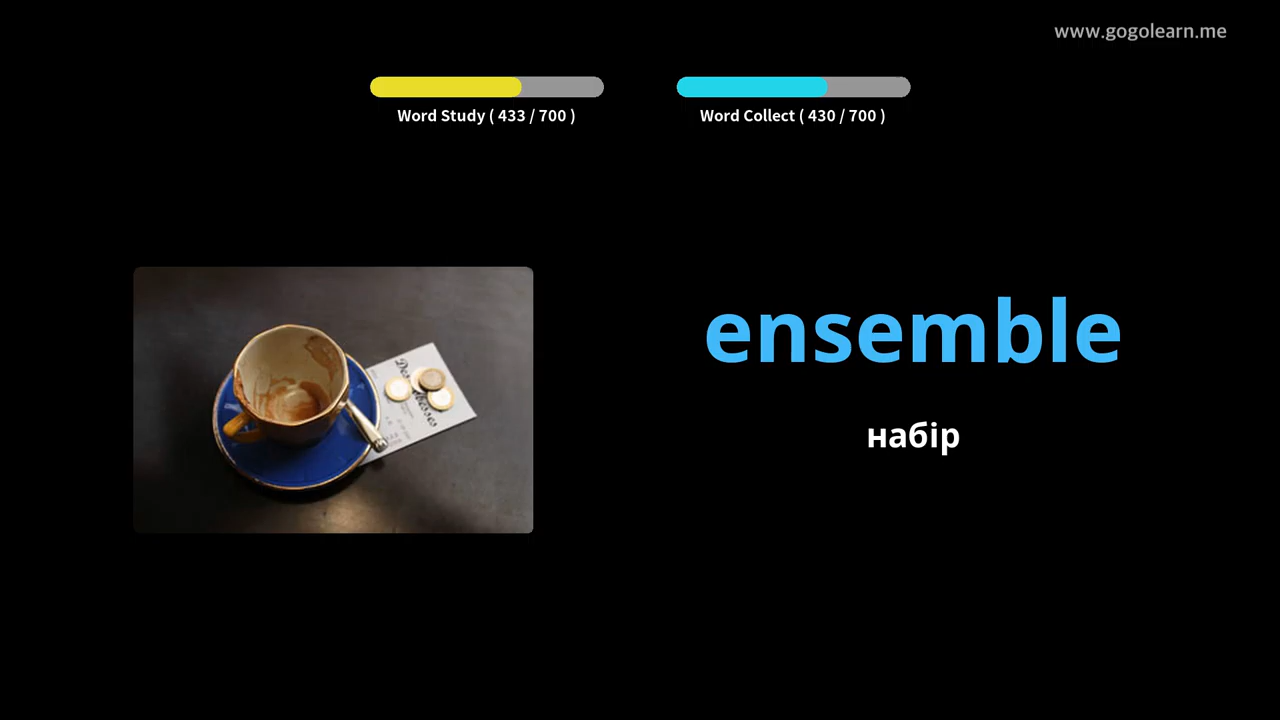 www.gogolearn.me
Word Study ( 433 / 700 )
Word Collect ( 430 / 700 )
ensemble
набір